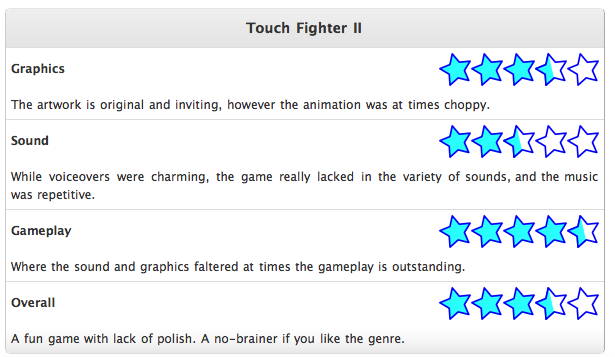 Touch Fighter II
Graphics
The artwork is original and inviting, however the animation was at times choppy.
Sound
While voiceovers were charming, the game really lacked in the variety of sounds, and the music
was repetitive.
Gameplay
Where the sound and graphics faltered at times the gameplay is outstanding.
Overall
A fun game with lack of polish. A no-brainer if you like the genre.